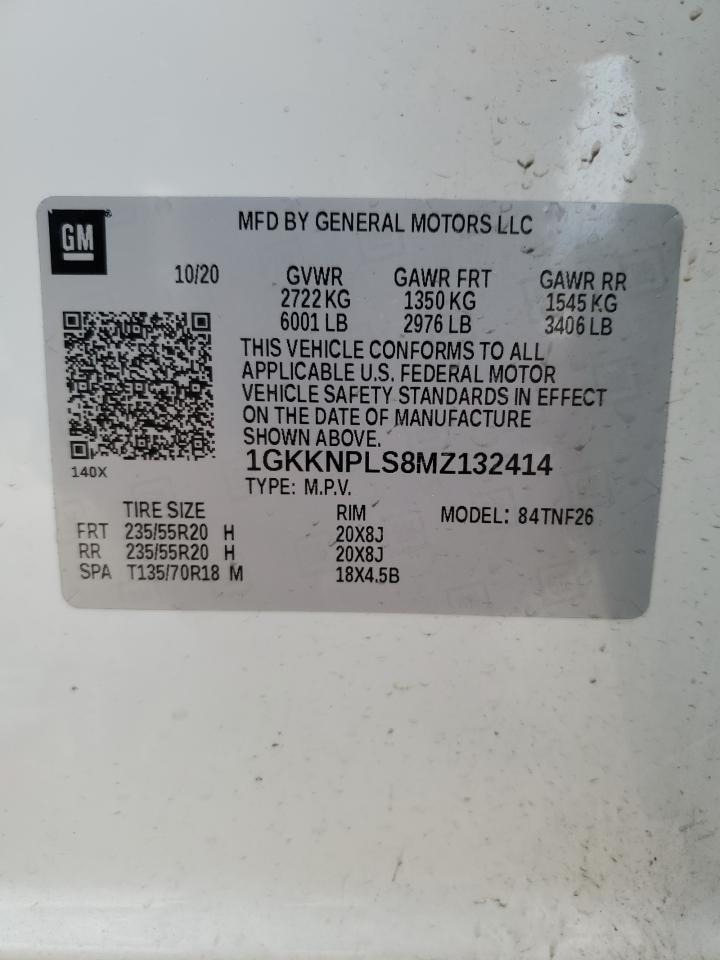 GM
MFD BY GENERAL MOTORS LLC
10/20 GVWR GAWR FRT GAWR RR
2722 KG 1350 KG 1545 KG
6001 LB 2976 LB 3406 LB
THIS VEHICLE CONFORMS TO ALL
APPLICABLE U.S. FEDERAL MOTOR
VEHICLE SAFETY STANDARDS IN EFFECT
ON THE DATE OF MANUFACTURE
SHOWN ABOVE.
1GKKNPLS8MZ132414
140X
TYPE: M.P.V.
TIRE SIZE RIM MODEL: 84TNF26
FRT 235/55R20 H 20X8J
RR 235/55R20 H 20X8J
SPA T135/70R18 M 18X4.5B